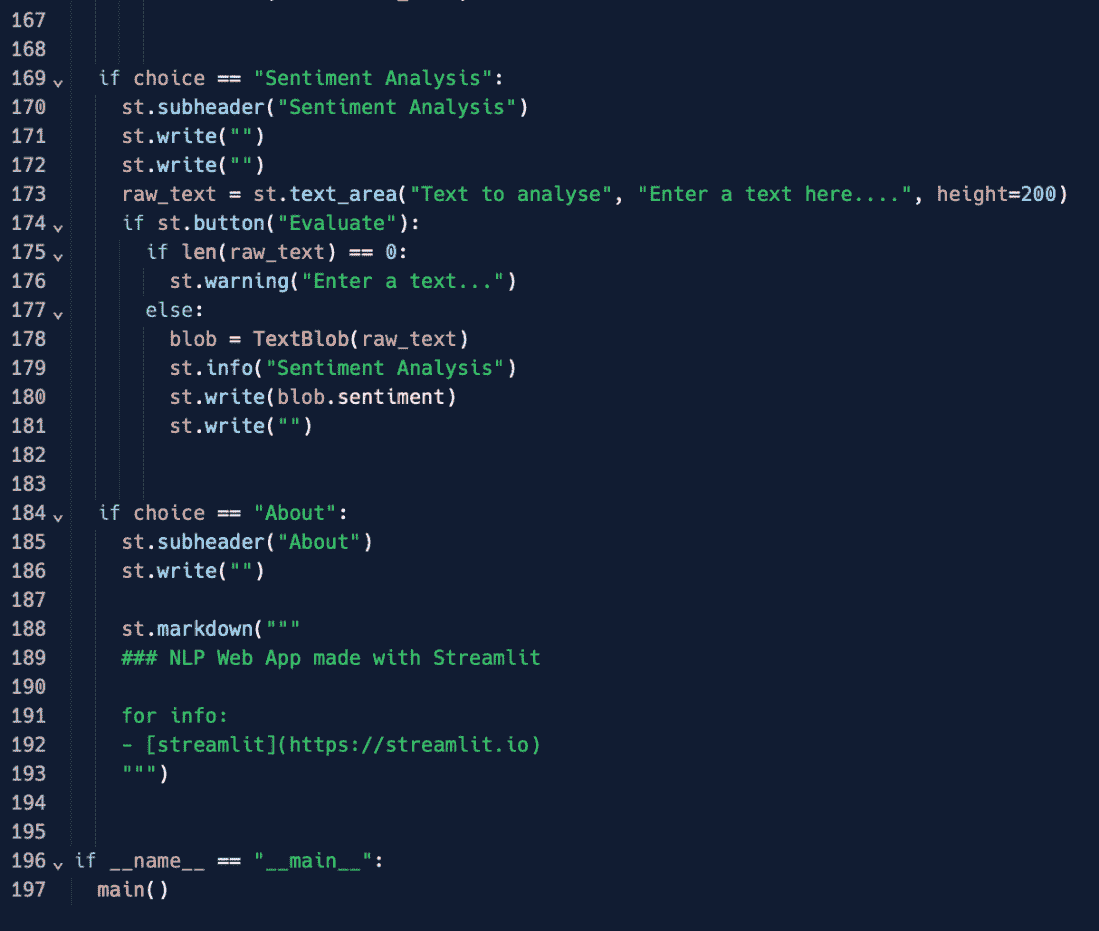 167
168
169 if choice == "Sentiment Analysis":
170 st.subheader("Sentiment Analysis")
171 st.write("")
172 st.write("")
173 raw_text = st.text_area("Text to analyse", "Enter a text here....", height=200)
174 if st.button("Evaluate"):
175 if len(raw_text) == 0:
176 st.warning("Enter a text...")
177 else:
178 blob = TextBlob(raw_text)
179 st.info("Sentiment Analysis")
180 st.write(blob.sentiment)
181 st.write("")
182
183
184 if choice == "About":
185 st.subheader("About")
186 st.write("")
187
188 st.markdown("""
189 ### NLP Web App made with Streamlit
190
191 for info:
192 - [streamlit](https://streamlit.io)
193 """)
194
195
196 if __name__ == "__main__":
197 main()